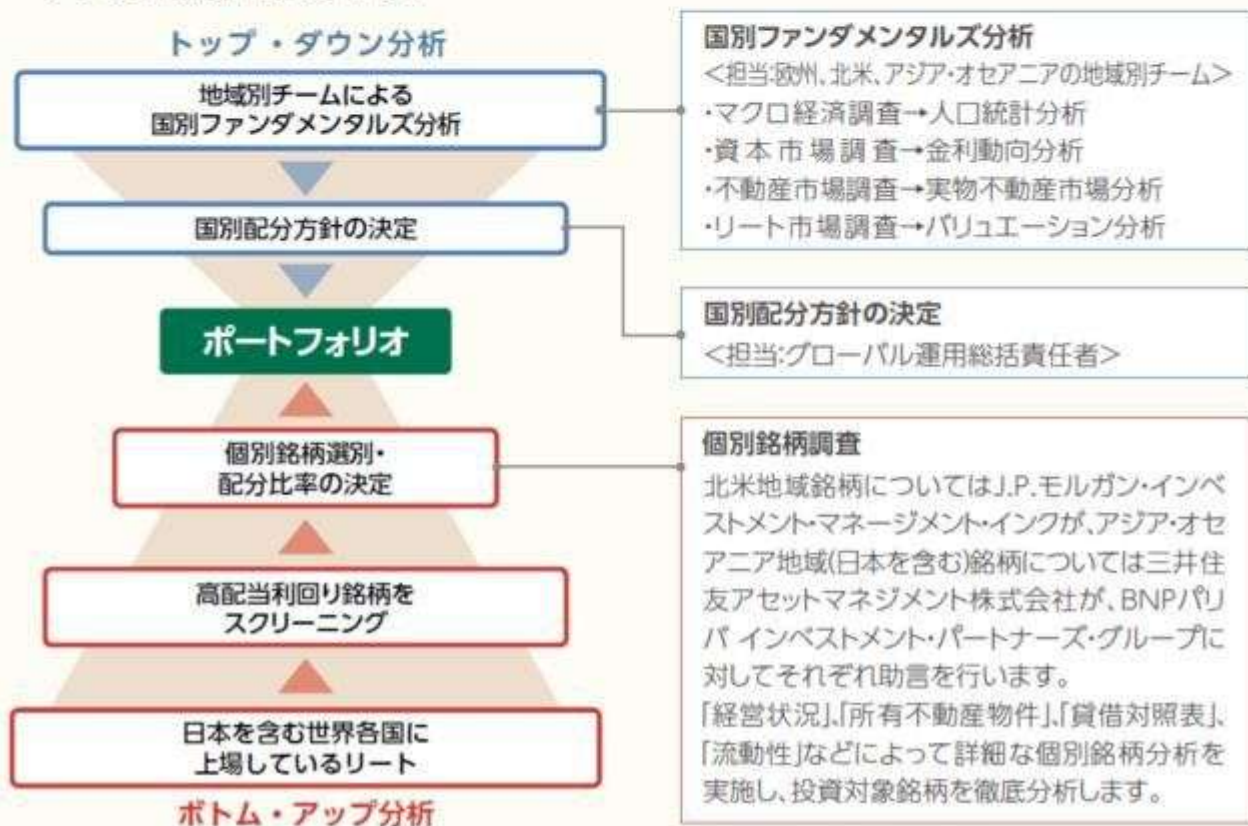 トップ・ダウン分析
地域別チームによる
国別ファンダメンタルズ分析
国別配分方針の決定
ポートフォリオ
個別銘柄選別・
配分比率の決定
高配当利回り銘柄を
スクリーニング
日本を含む世界各国に
上場しているリート
ボトム・アップ分析
国別ファンダメンタルズ分析
<担当:欧州、北米、アジア・オセアニアの地域別チーム>
・マクロ経済調査→人口統計分析
・資本市場調査→金利動向分析
・不動産市場調査→実物不動産市場分析
・リート市場調査→バリュエーション分析
国別配分方針の決定
<担当:グローバル運用総括責任者>
個別銘柄調査
北米地域銘柄についてはJ.P.モルガン・インベ
ストメント・マネージメント・インクが、アジア・オセ
アニア地域(日本を含む)銘柄については三井住
友アセットマネジメント株式会社が、BNPパリ
バ インベストメント・パートナーズ・グループに
対してそれぞれ助言を行います。
「経営状況」、「所有不動産物件」、「貸借対照表」、
「流動性」などによって詳細な個別銘柄分析を
実施し、投資対象銘柄を徹底分析します。